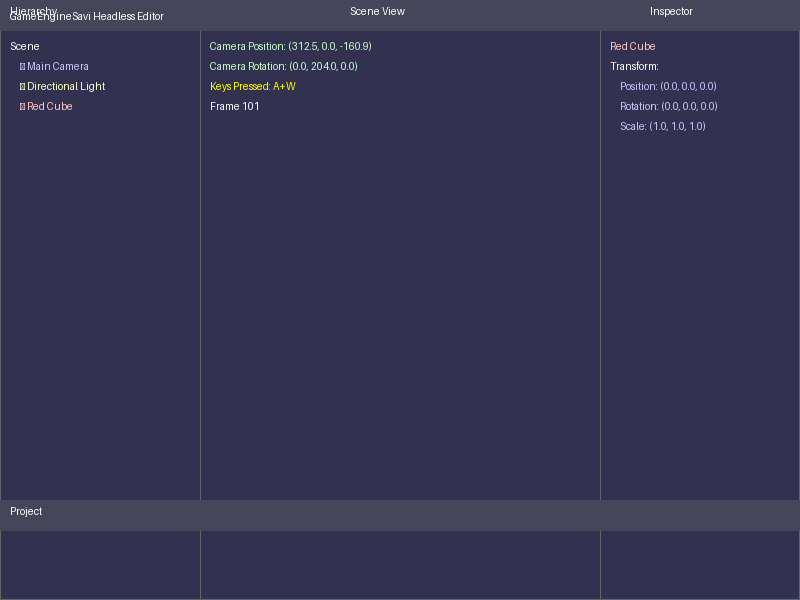 Hierarchy
GameEngineSavi Headless Editor
Scene View
Inspector
Scene
Main Camera
Directional Light
Red Cube
Camera Position: (312.5, 0.0, -160.9)
Camera Rotation: (0.0, 204.0, 0.0)
Keys Pressed: A+W
Frame 101
Red Cube
Transform:
Position: (0.0, 0.0, 0.0)
Rotation: (0.0, 0.0, 0.0)
Scale: (1.0, 1.0, 1.0)
Project